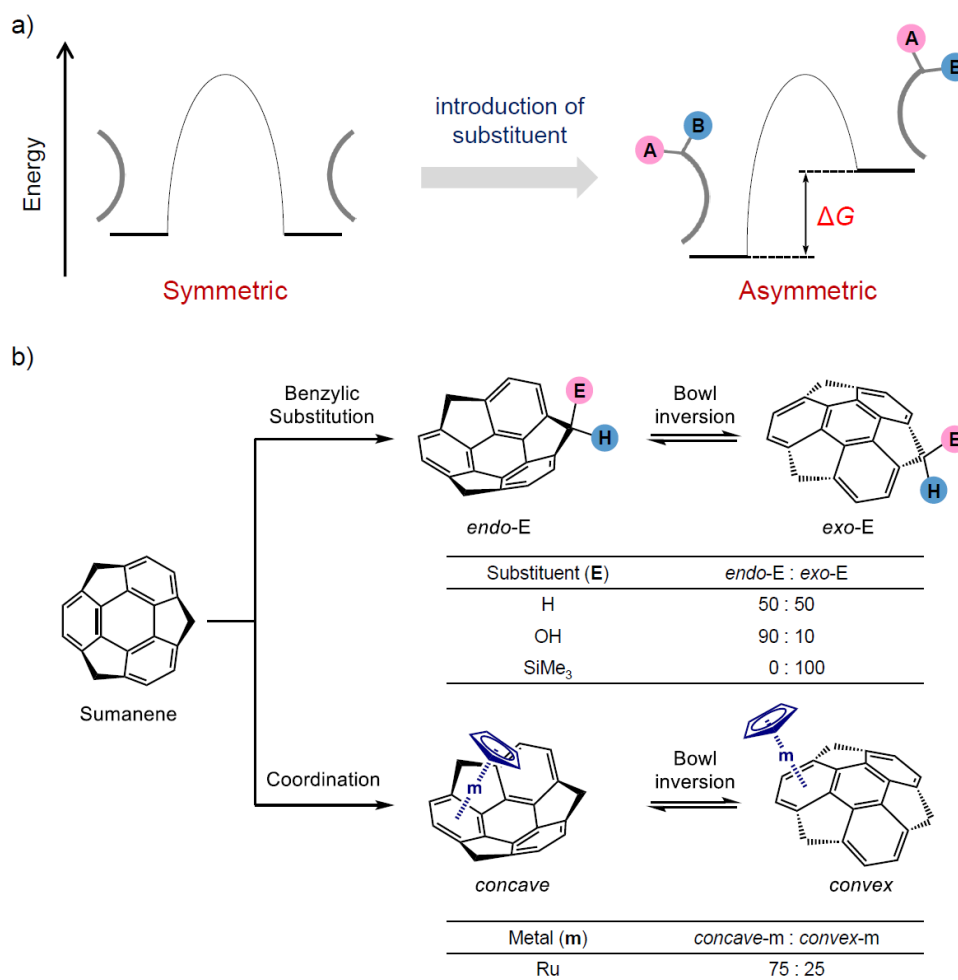 a)
Energy
introduction of
substituent
A
B
A
B
ΔG
Symmetric
Asymmetric
b)
Benzylic
Substitution
E
H
Bowl
inversion
E
H
endo-E
exo-E
Substituent (E) endo-E : exo-E
H 50 : 50
OH 90 : 10
SiMe₃ 0 : 100
Sumanene
Coordination
m
Bowl
inversion
m
concave
convex
Metal (m) concave-m : convex-m
Ru 75 : 25